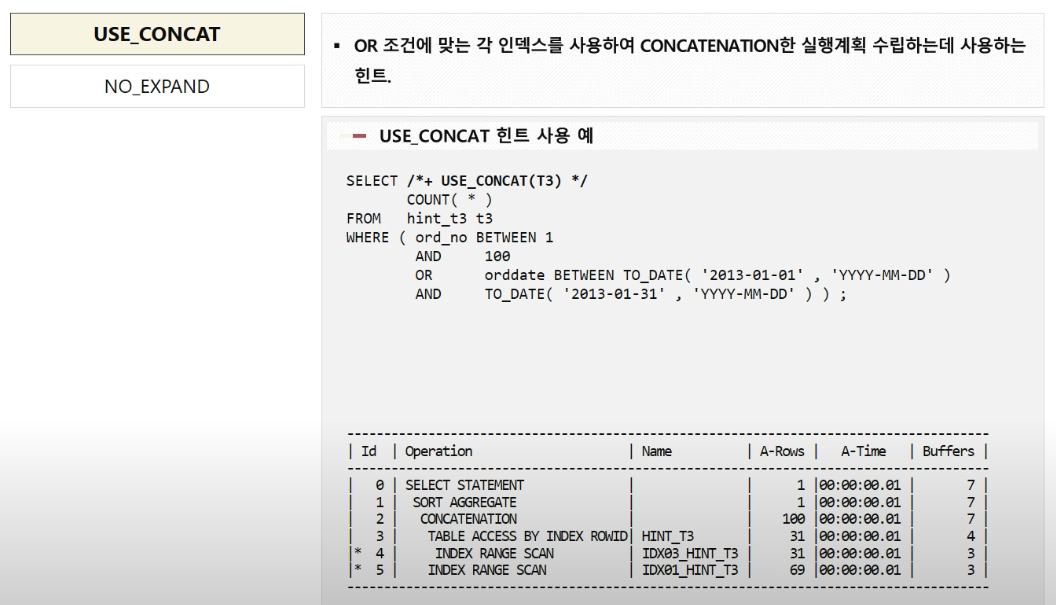 USE_CONCAT
NO_EXPAND
▪ OR 조건에 맞는 각 인덱스를 사용하여 CONCATENATION한 실행계획 수립하는데 사용하는
힌트.
USE_CONCAT 힌트 사용 예
SELECT /*+ USE_CONCAT(T3) */
       COUNT( * )
FROM   hint_t3 t3
WHERE ( ord_no BETWEEN 1
        AND     100
        OR      orddate BETWEEN TO_DATE( '2013-01-01' , 'YYYY-MM-DD' )
        AND     TO_DATE( '2013-01-31' , 'YYYY-MM-DD' ) ) ;
---------------------------------------------------------------------------
| Id  | Operation                   | Name         | A-Rows |   A-Time   | Buffers |
---------------------------------------------------------------------------
|   0 | SELECT STATEMENT            |              |      1 |00:00:00.01 |       7 |
|   1 |  SORT AGGREGATE             |              |      1 |00:00:00.01 |       7 |
|   2 |   CONCATENATION             |              |    100 |00:00:00.01 |       7 |
|   3 |    TABLE ACCESS BY INDEX ROWID| HINT_T3      |     31 |00:00:00.01 |       4 |
|*  4 |     INDEX RANGE SCAN        | IDX03_HINT_T3 |     31 |00:00:00.01 |       3 |
|*  5 |    INDEX RANGE SCAN         | IDX01_HINT_T3 |     69 |00:00:00.01 |       3 |
---------------------------------------------------------------------------